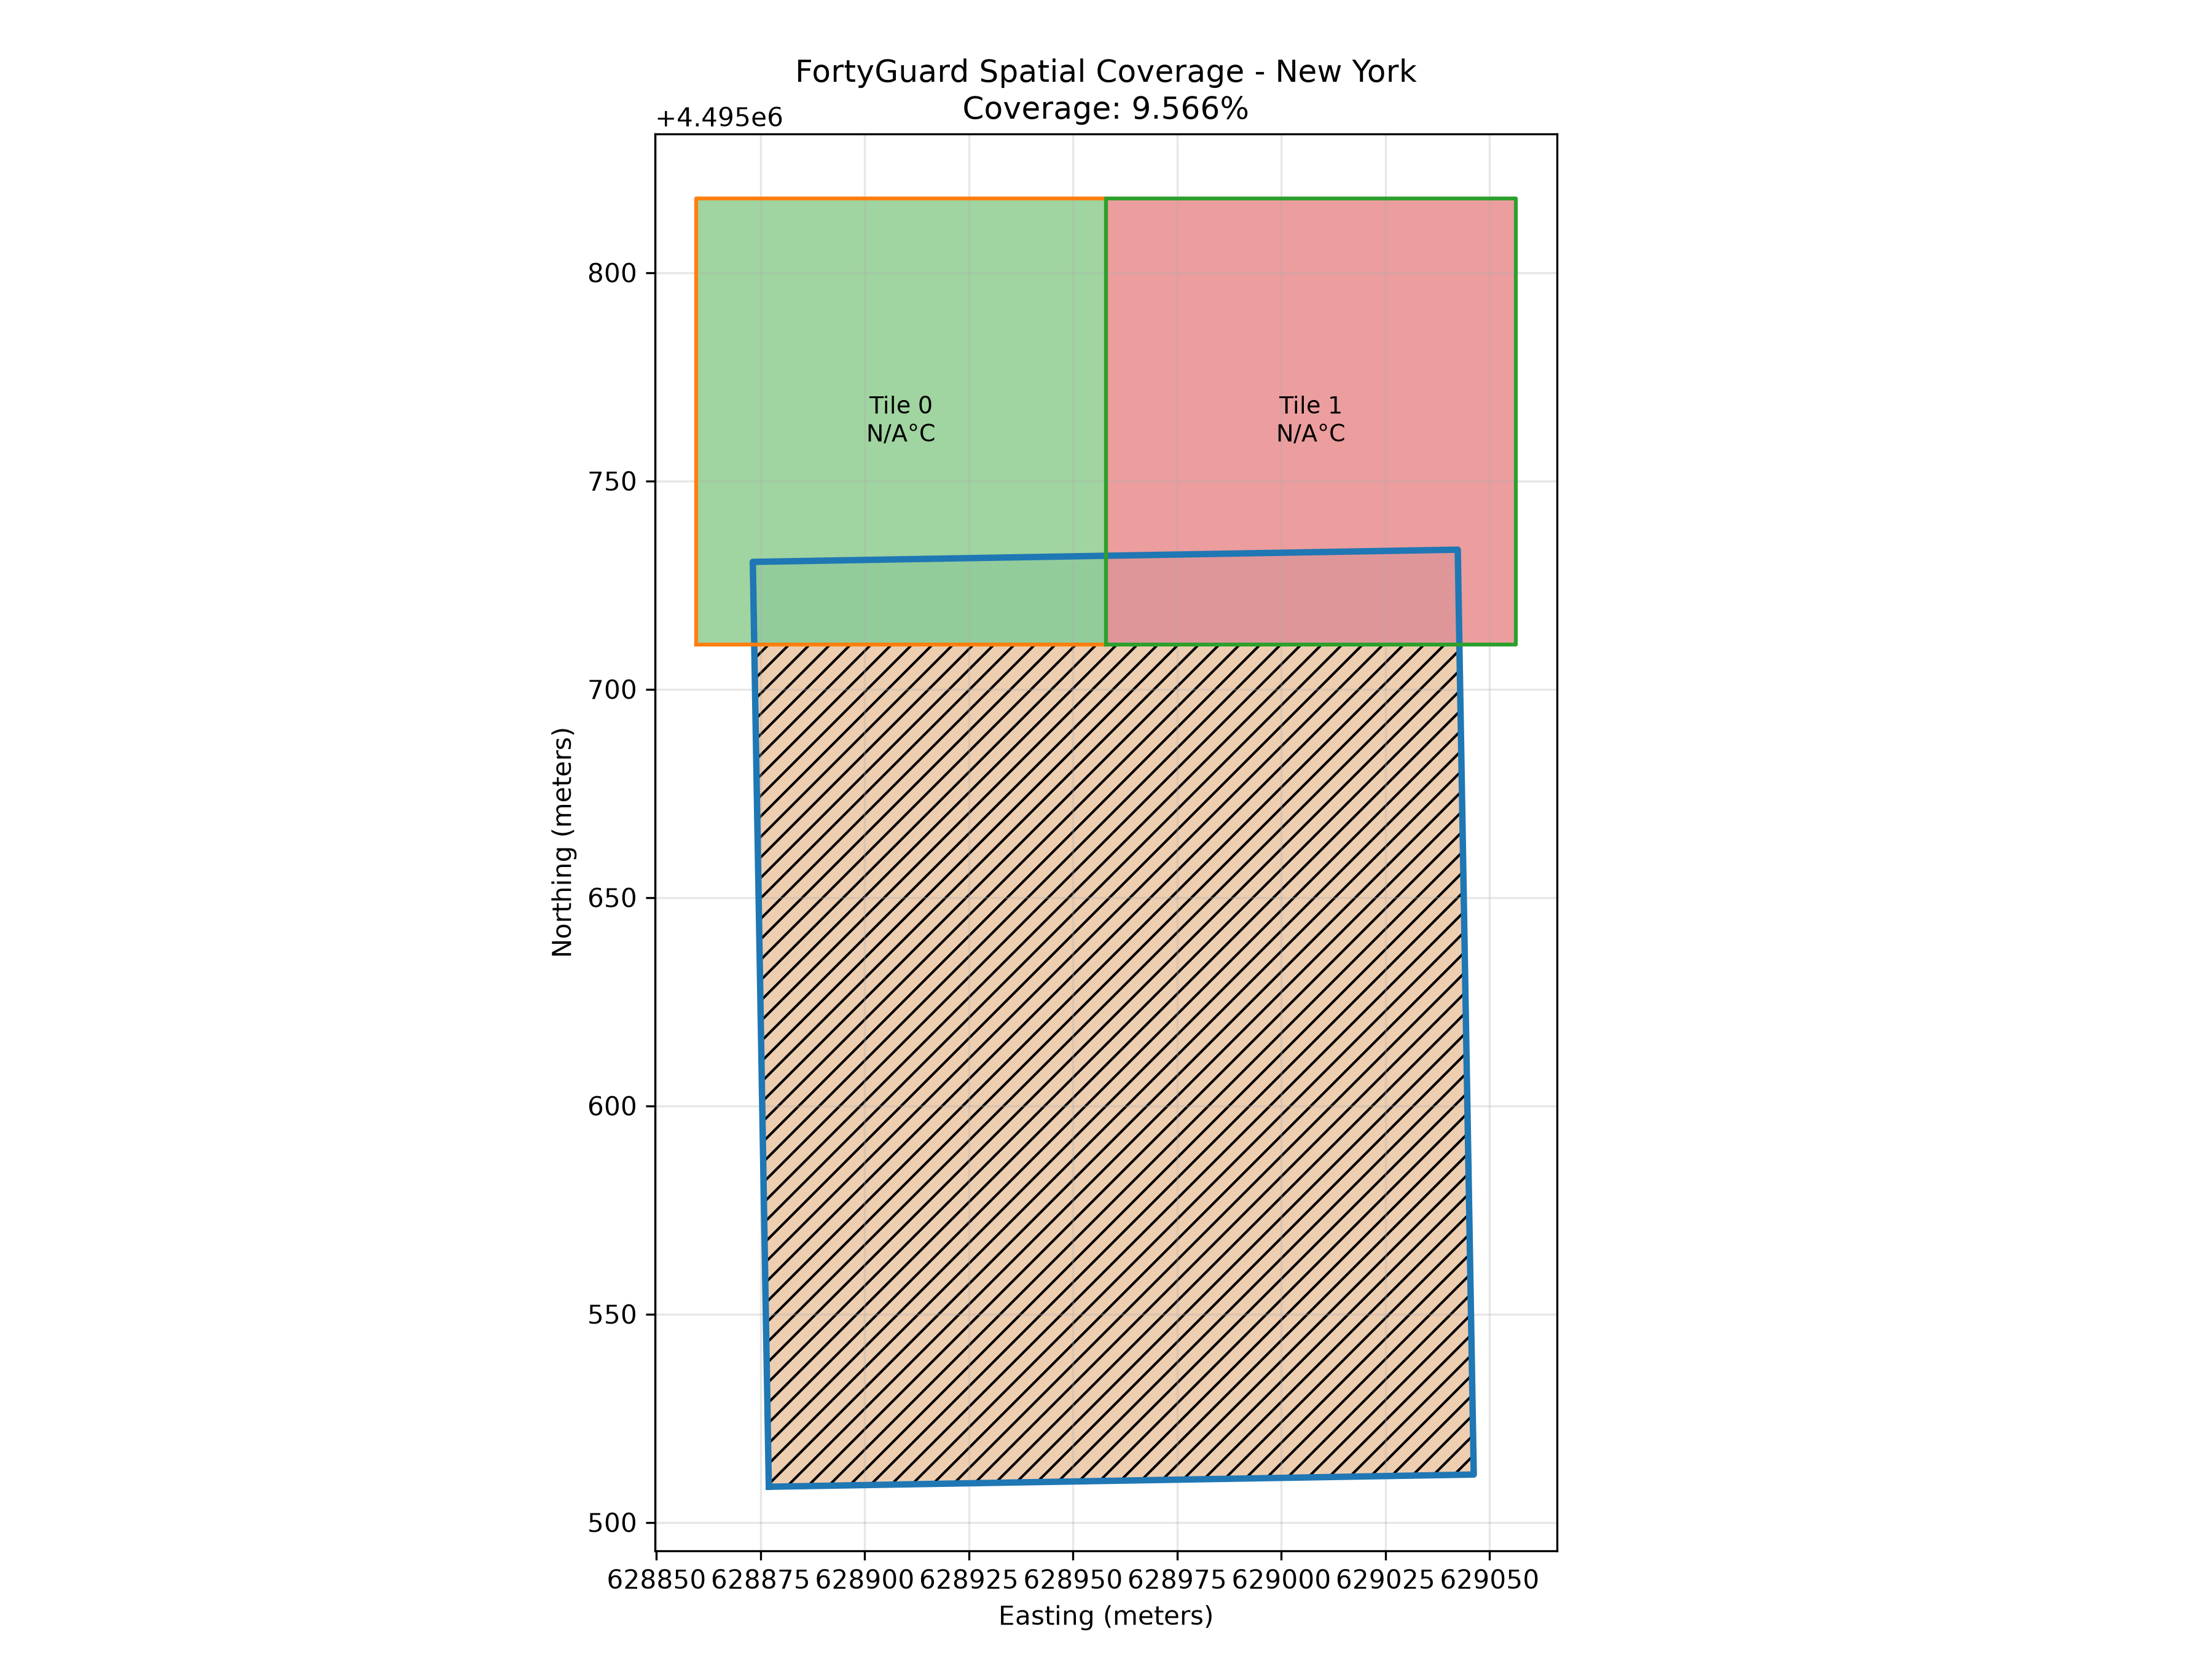 FortyGuard Spatial Coverage - New York
Coverage: 9.566%
+4.495e6
800
750
700
650
600
550
500
Northing (meters)
Tile 0
N/A°C
Tile 1
N/A°C
628850 628875 628900 628925 628950 628975 629000 629025 629050
Easting (meters)